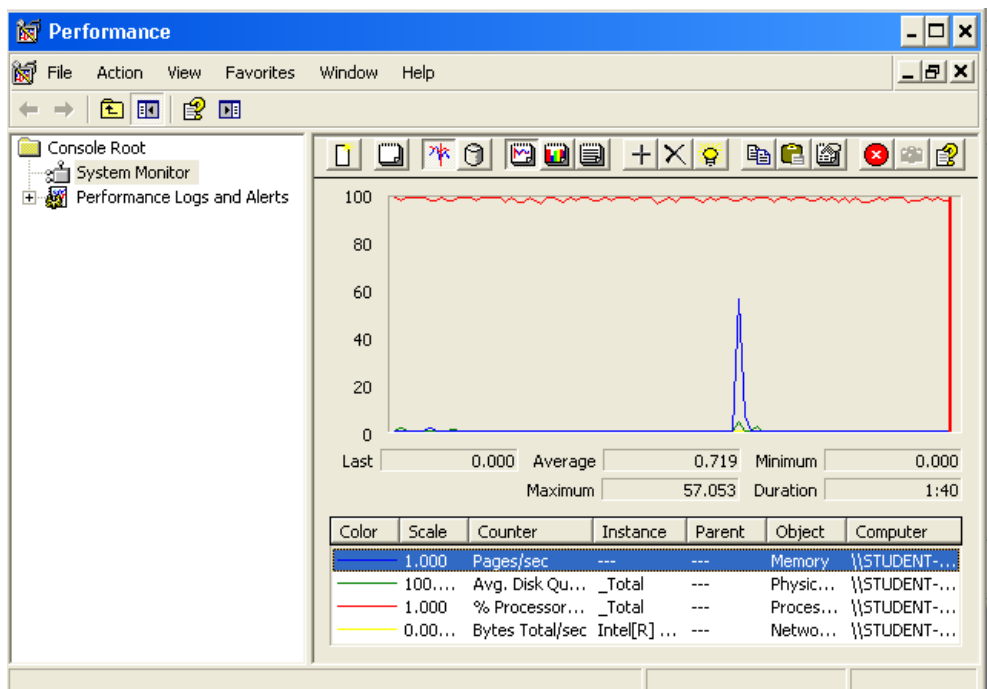 Performance
File Action View Favorites Window Help
Console Root
System Monitor
Performance Logs and Alerts
100
80
60
40
20
0
Last 0.000 Average 0.719 Minimum 0.000
Maximum 57.053 Duration 1:40
Color Scale Counter Instance Parent Object Computer
1.000 Pages/sec --- --- Memory \\STUDENT-...
100.... Avg. Disk Qu... _Total --- Physic... \\STUDENT-...
1.000 % Processor... _Total --- Proces... \\STUDENT-...
0.00... Bytes Total/sec Intel[R] ... --- Netwo... \\STUDENT-...